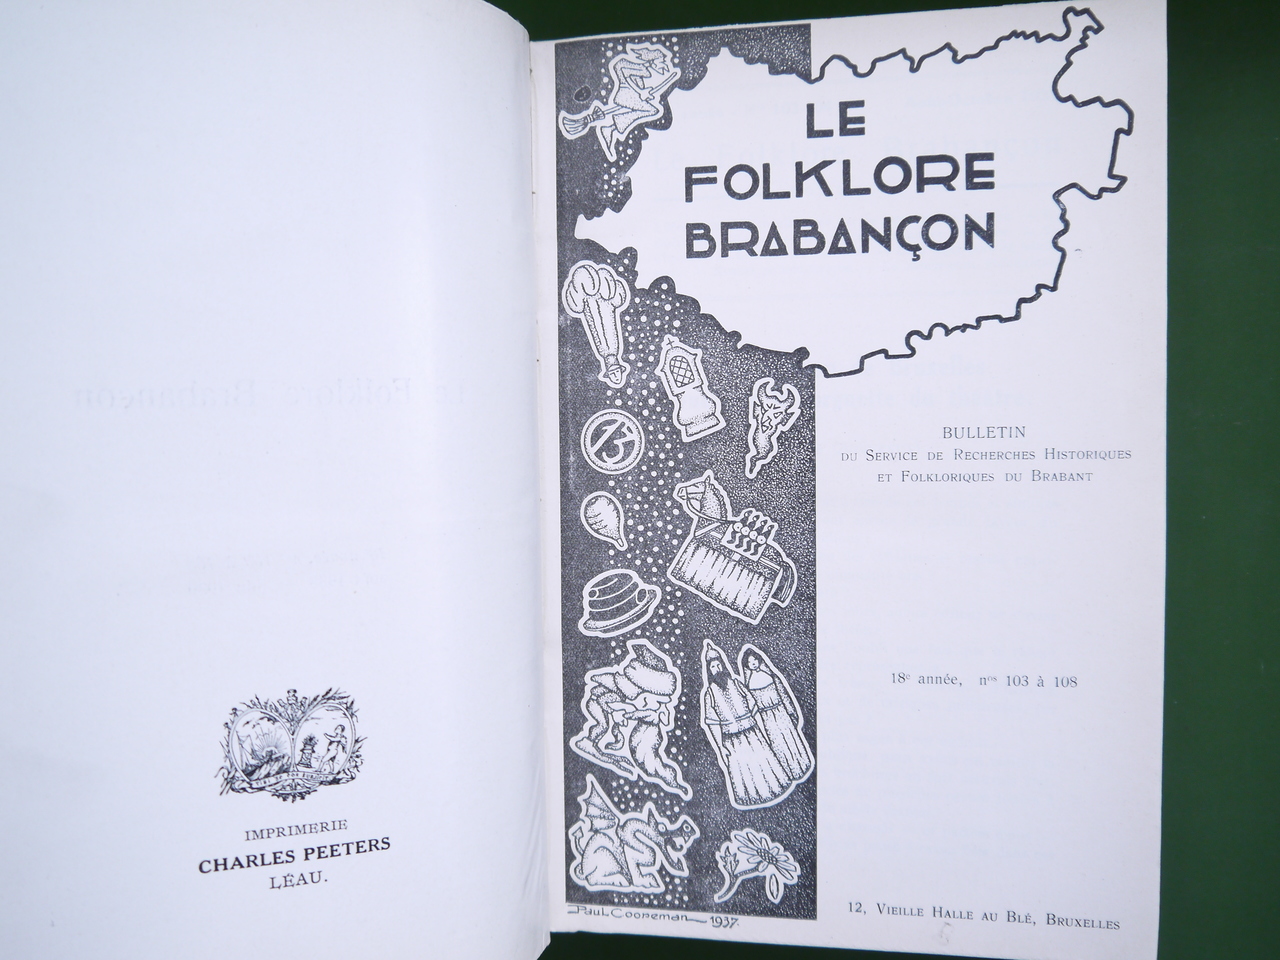 IMPRIMERIE
CHARLES PEETERS
LÉAU.
LE
FOLKLORE
BRABANÇON
13
BULLETIN
DU SERVICE DE RECHERCHES HISTORIQUES
ET FOLKLORIQUES DU BRABANT
18e année, nos 103 à 108
12, VIEILLE HALLE AU BLÉ, BRUXELLES
Paul Cooreman 1937.